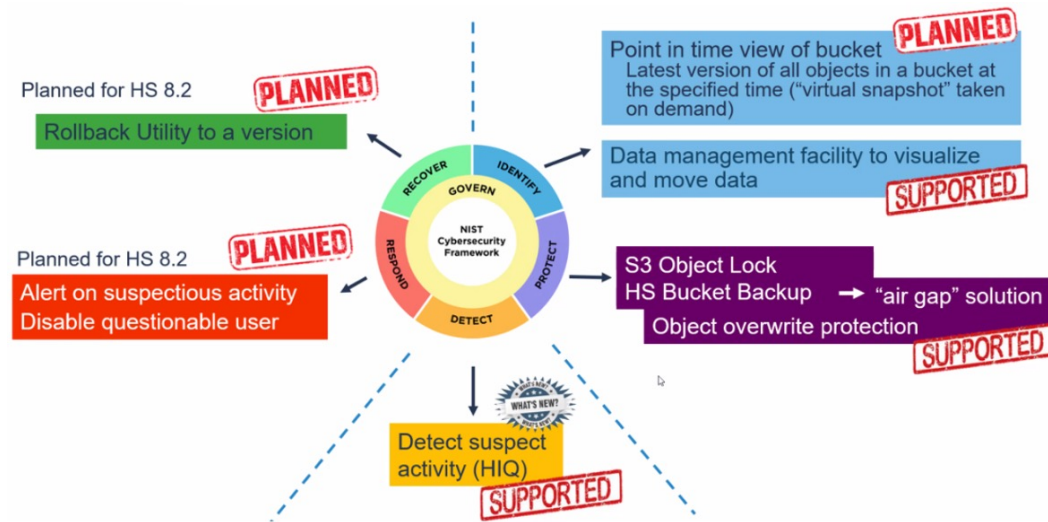 Planned for HS 8.2
PLANNED
Rollback Utility to a version
PLANNED
Point in time view of bucket
Latest version of all objects in a bucket at
the specified time (“virtual snapshot” taken
on demand)
Data management facility to visualize
and move data
SUPPORTED
RECOVER
IDENTIFY
GOVERN
NIST
Cybersecurity
Framework
RESPOND
PROTECT
DETECT
Planned for HS 8.2
PLANNED
Alert on suspectious activity
Disable questionable user
S3 Object Lock
HS Bucket Backup
“air gap” solution
Object overwrite protection
SUPPORTED
WHAT'S NEW?
WHAT'S NEW?
WHAT'S NEW?
Detect suspect
activity (HIQ)
SUPPORTED